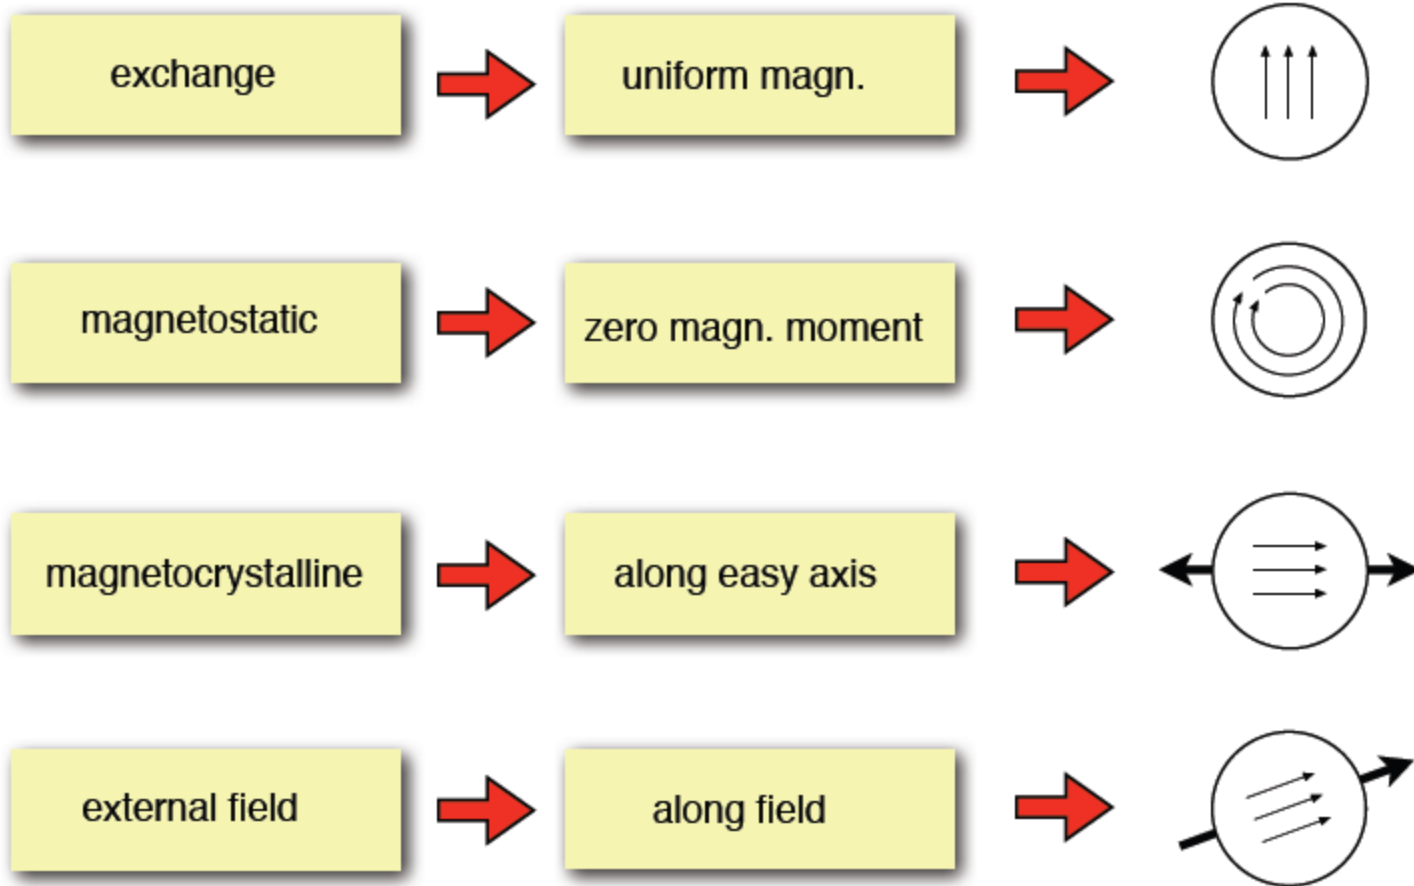 exchange
uniform magn.
magnetostatic
zero magn. moment
magnetocrystalline
along easy axis
external field
along field